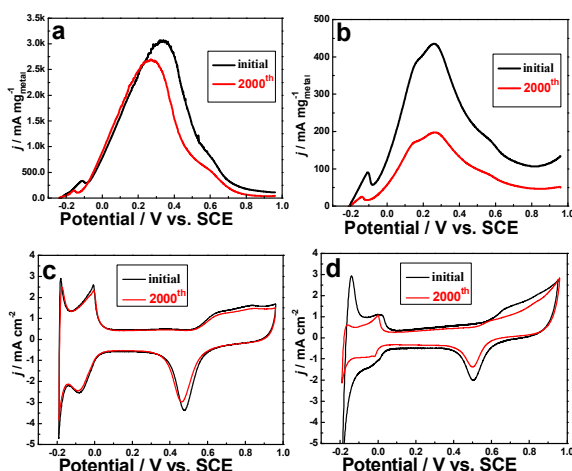 a
3.5k
3.0k
2.5k
2.0k
1.5k
1.0k
500.0
0.0
j / mA mg⁻¹metal
initial
2000th
-0.2 0.0 0.2 0.4 0.6 0.8 1.0
Potential / V vs. SCE
b
500
400
300
200
100
0
j / mA mg⁻¹metal
initial
2000th
-0.2 0.0 0.2 0.4 0.6 0.8 1.0
Potential / V vs. SCE
c
4
3
2
1
0
-1
-2
-3
-4
-5
j / mA cm⁻²
initial
2000th
-0.2 0.0 0.2 0.4 0.6 0.8 1.0
Potential / V vs. SCE
d
4
3
2
1
0
-1
-2
-3
-4
-5
j / mA cm⁻²
initial
2000th
-0.2 0.0 0.2 0.4 0.6 0.8 1.0
Potential / V vs. SCE